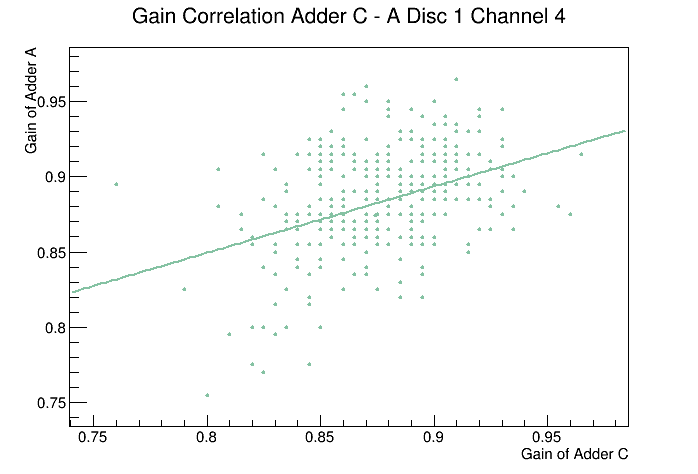 Gain Correlation Adder C - A Disc 1 Channel 4
Gain of Adder A
0.95
0.9
0.85
0.8
0.75
0.75 0.8 0.85 0.9 0.95
Gain of Adder C